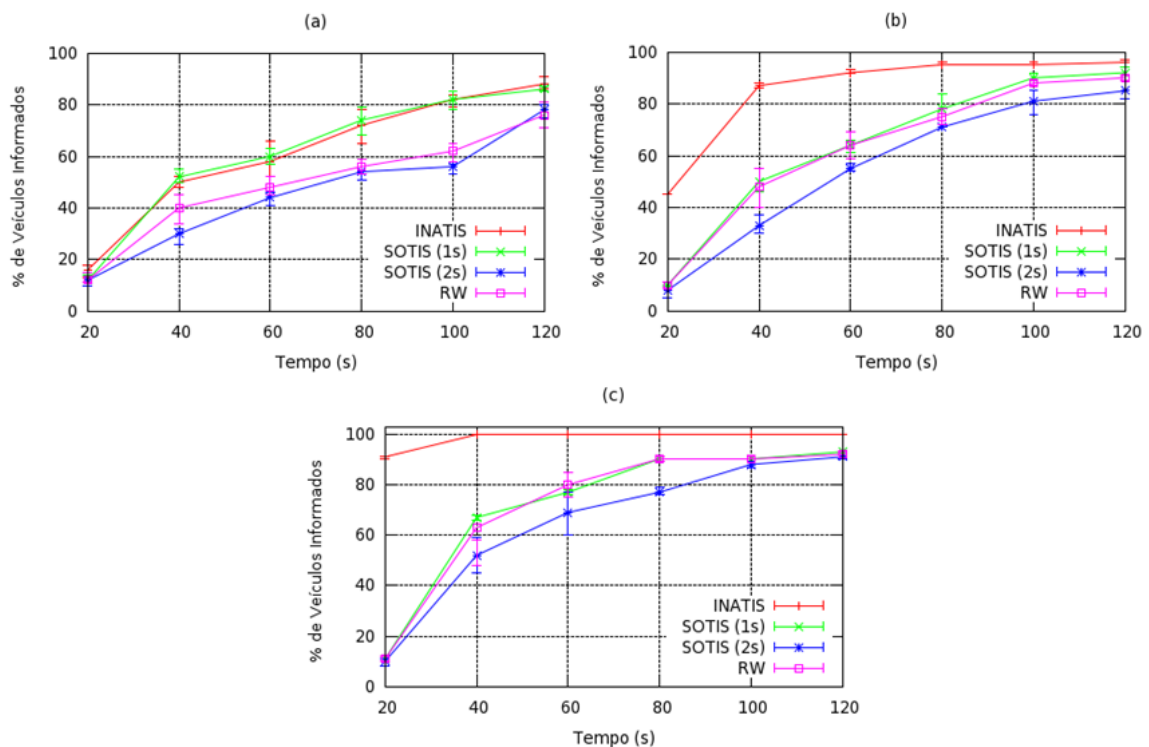 (a)
% de Veículos Informados
100
80
60
40
20
0
INATIS
SOTIS (1s)
SOTIS (2s)
RW
20 40 60 80 100 120
Tempo (s)
(b)
% de Veículos Informados
100
80
60
40
20
0
INATIS
SOTIS (1s)
SOTIS (2s)
RW
20 40 60 80 100 120
Tempo (s)
(c)
% de Veículos Informados
100
80
60
40
20
0
INATIS
SOTIS (1s)
SOTIS (2s)
RW
20 40 60 80 100 120
Tempo (s)